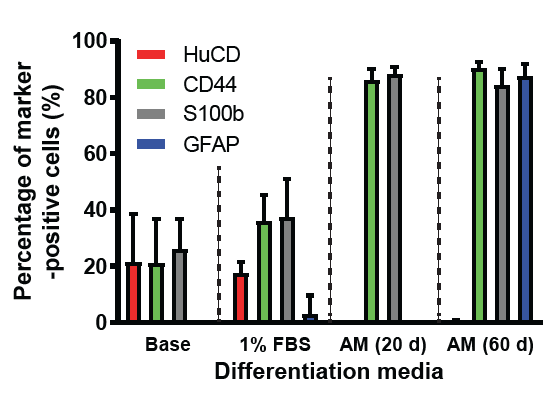 Percentage of marker
-positive cells (%)
100
80
60
40
20
0
HuCD
CD44
S100b
GFAP
Base
1% FBS
AM (20 d)
AM (60 d)
Differentiation media